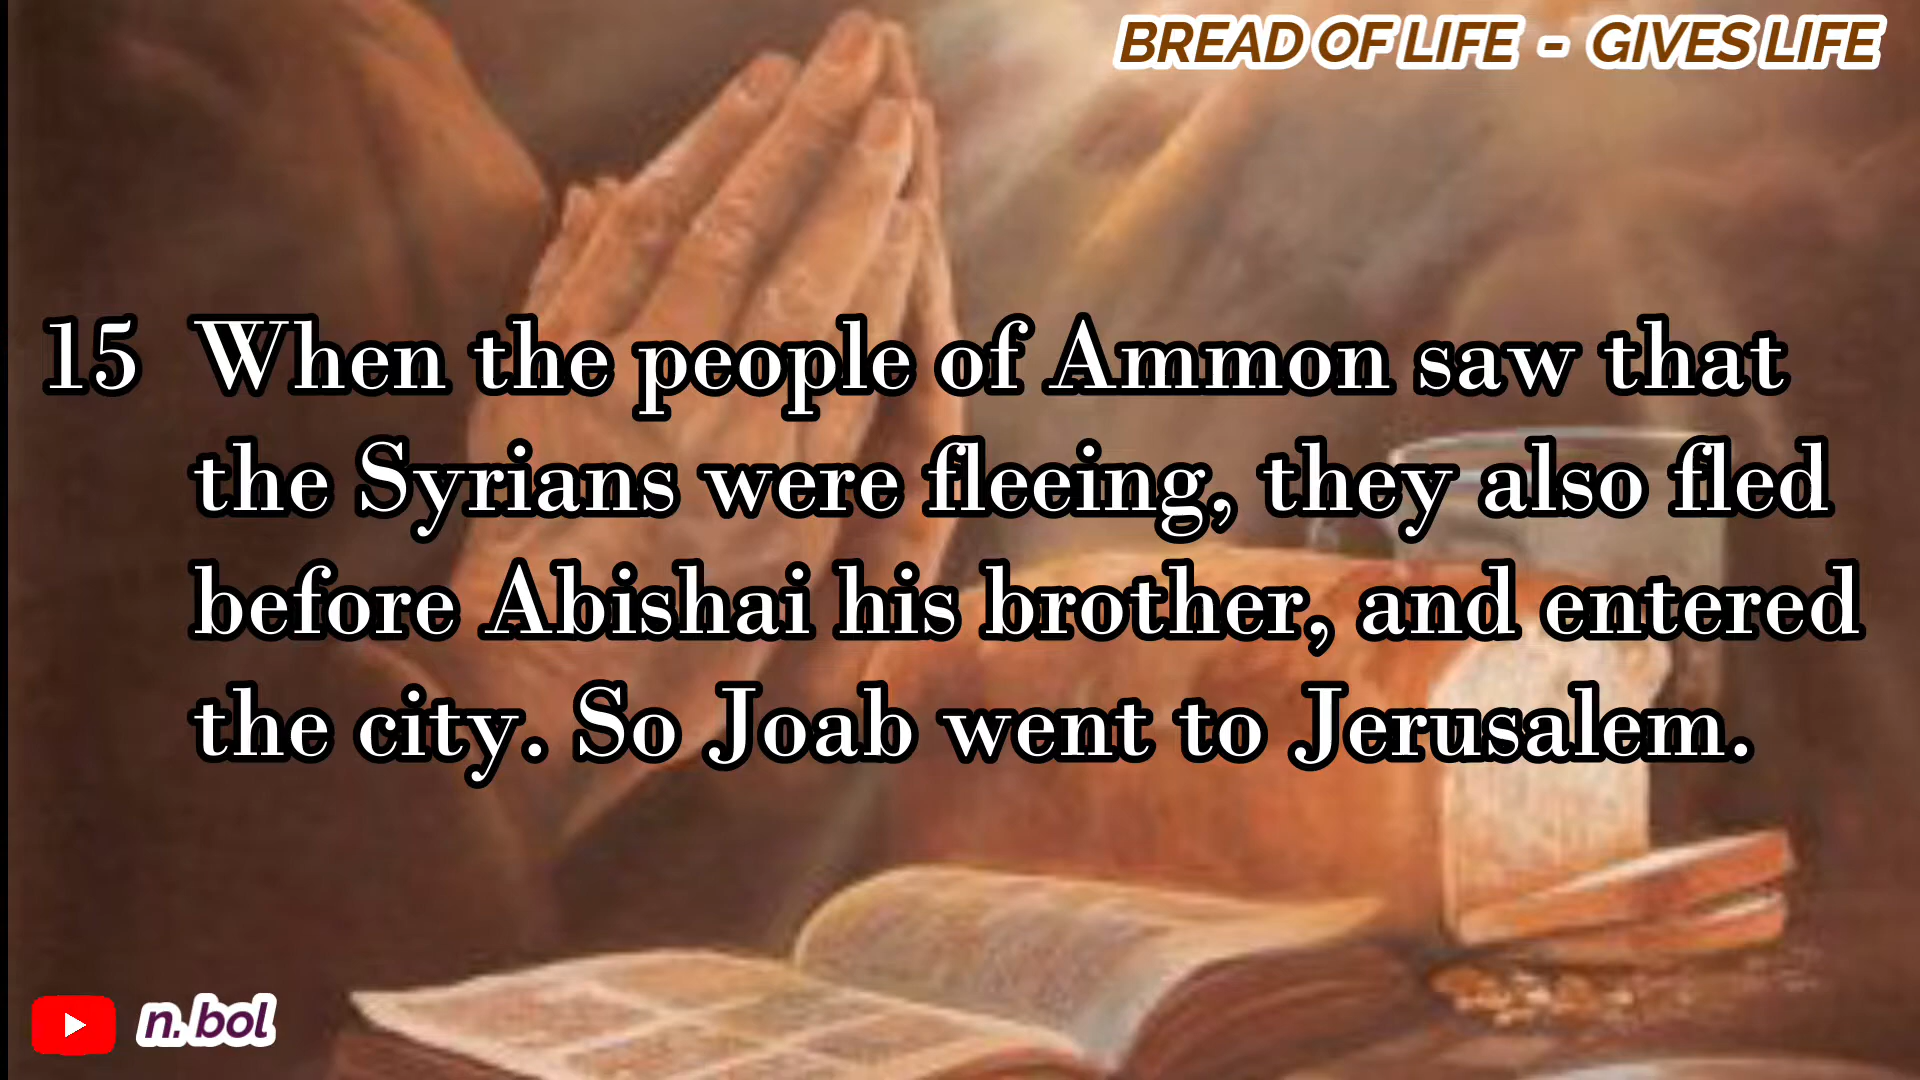 BREAD OF LIFE - GIVES LIFE
15 When the people of Ammon saw that
the Syrians were fleeing, they also fled
before Abishai his brother, and entered
the city. So Joab went to Jerusalem.
n. bol